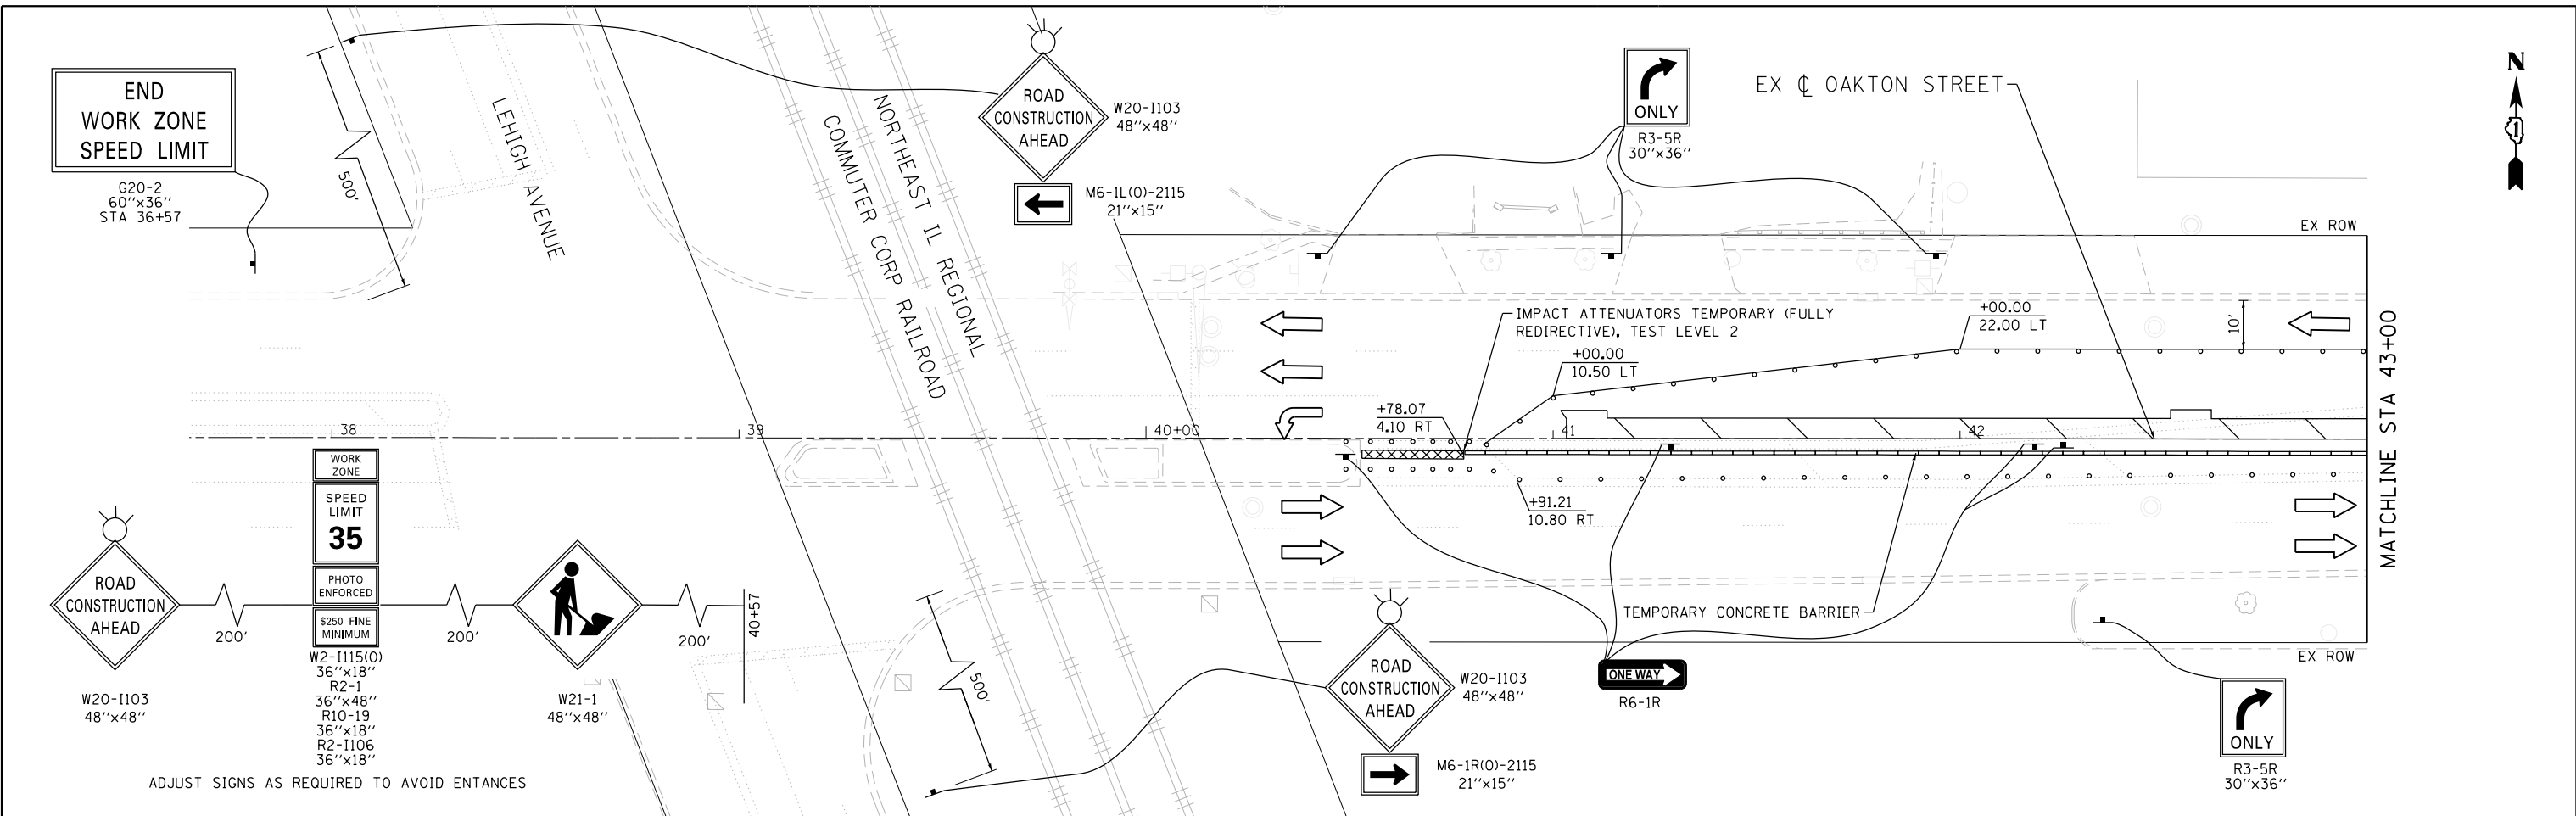 END
WORK ZONE
SPEED LIMIT
G20-2
60''x36''
STA 36+57
500'
LEHIGH AVENUE
NORTHEAST IL REGIONAL
COMMUTER CORP RAILROAD
ROAD
CONSTRUCTION
AHEAD
W20-I103
48''x48''
M6-1L(O)-2115
21''x15''
ONLY
R3-5R
30''x36''
EX ℄ OAKTON STREET
N
1
EX ROW
IMPACT ATTENUATORS TEMPORARY (FULLY
REDIRECTIVE), TEST LEVEL 2
+00.00
22.00 LT
10'
+00.00
10.50 LT
+78.07
4.10 RT
38
39
40+00
41
42
MATCHLINE STA 43+00
+91.21
10.80 RT
TEMPORARY CONCRETE BARRIER
EX ROW
ROAD
CONSTRUCTION
AHEAD
W20-I103
48''x48''
200'
WORK
ZONE
SPEED
LIMIT
35
PHOTO
ENFORCED
$250 FINE
MINIMUM
W2-I115(O)
36''x18''
R2-1
36''x48''
R10-19
36''x18''
R2-I106
36''x18''
200'
W21-1
48''x48''
200'
40+57
500'
ROAD
CONSTRUCTION
AHEAD
W20-I103
48''x48''
M6-1R(O)-2115
21''x15''
ONE WAY
R6-1R
ONLY
R3-5R
30''x36''
ADJUST SIGNS AS REQUIRED TO AVOID ENTANCES